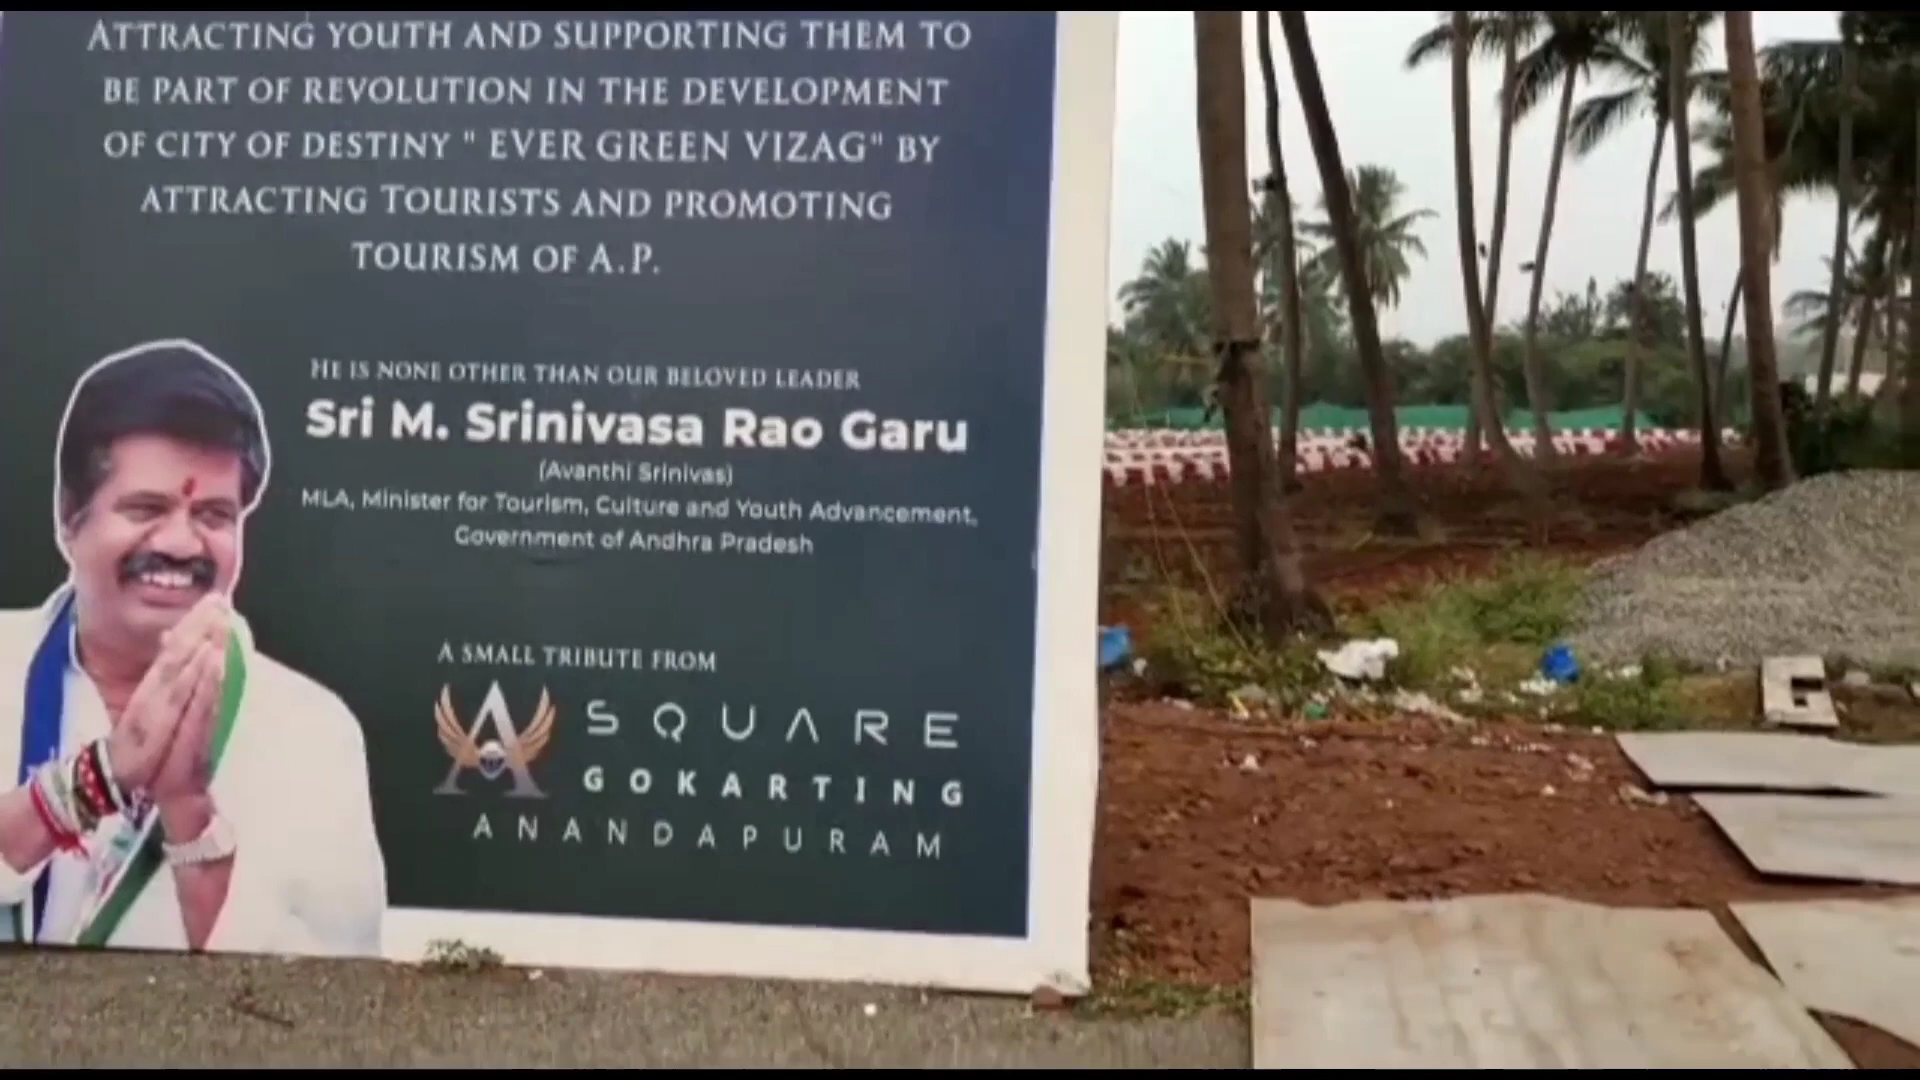 ATTRACTING YOUTH AND SUPPORTING THEM TO
BE PART OF REVOLUTION IN THE DEVELOPMENT
OF CITY OF DESTINY " EVER GREEN VIZAG" BY
ATTRACTING TOURISTS AND PROMOTING
TOURISM OF A.P.
HE IS NONE OTHER THAN OUR BELOVED LEADER
Sri M. Srinivasa Rao Garu
(Avanthi Srinivas)
MLA, Minister for Tourism, Culture and Youth Advancement,
Government of Andhra Pradesh
A SMALL TRIBUTE FROM
A SQUARE
GOKARTING
ANANDAPURAM